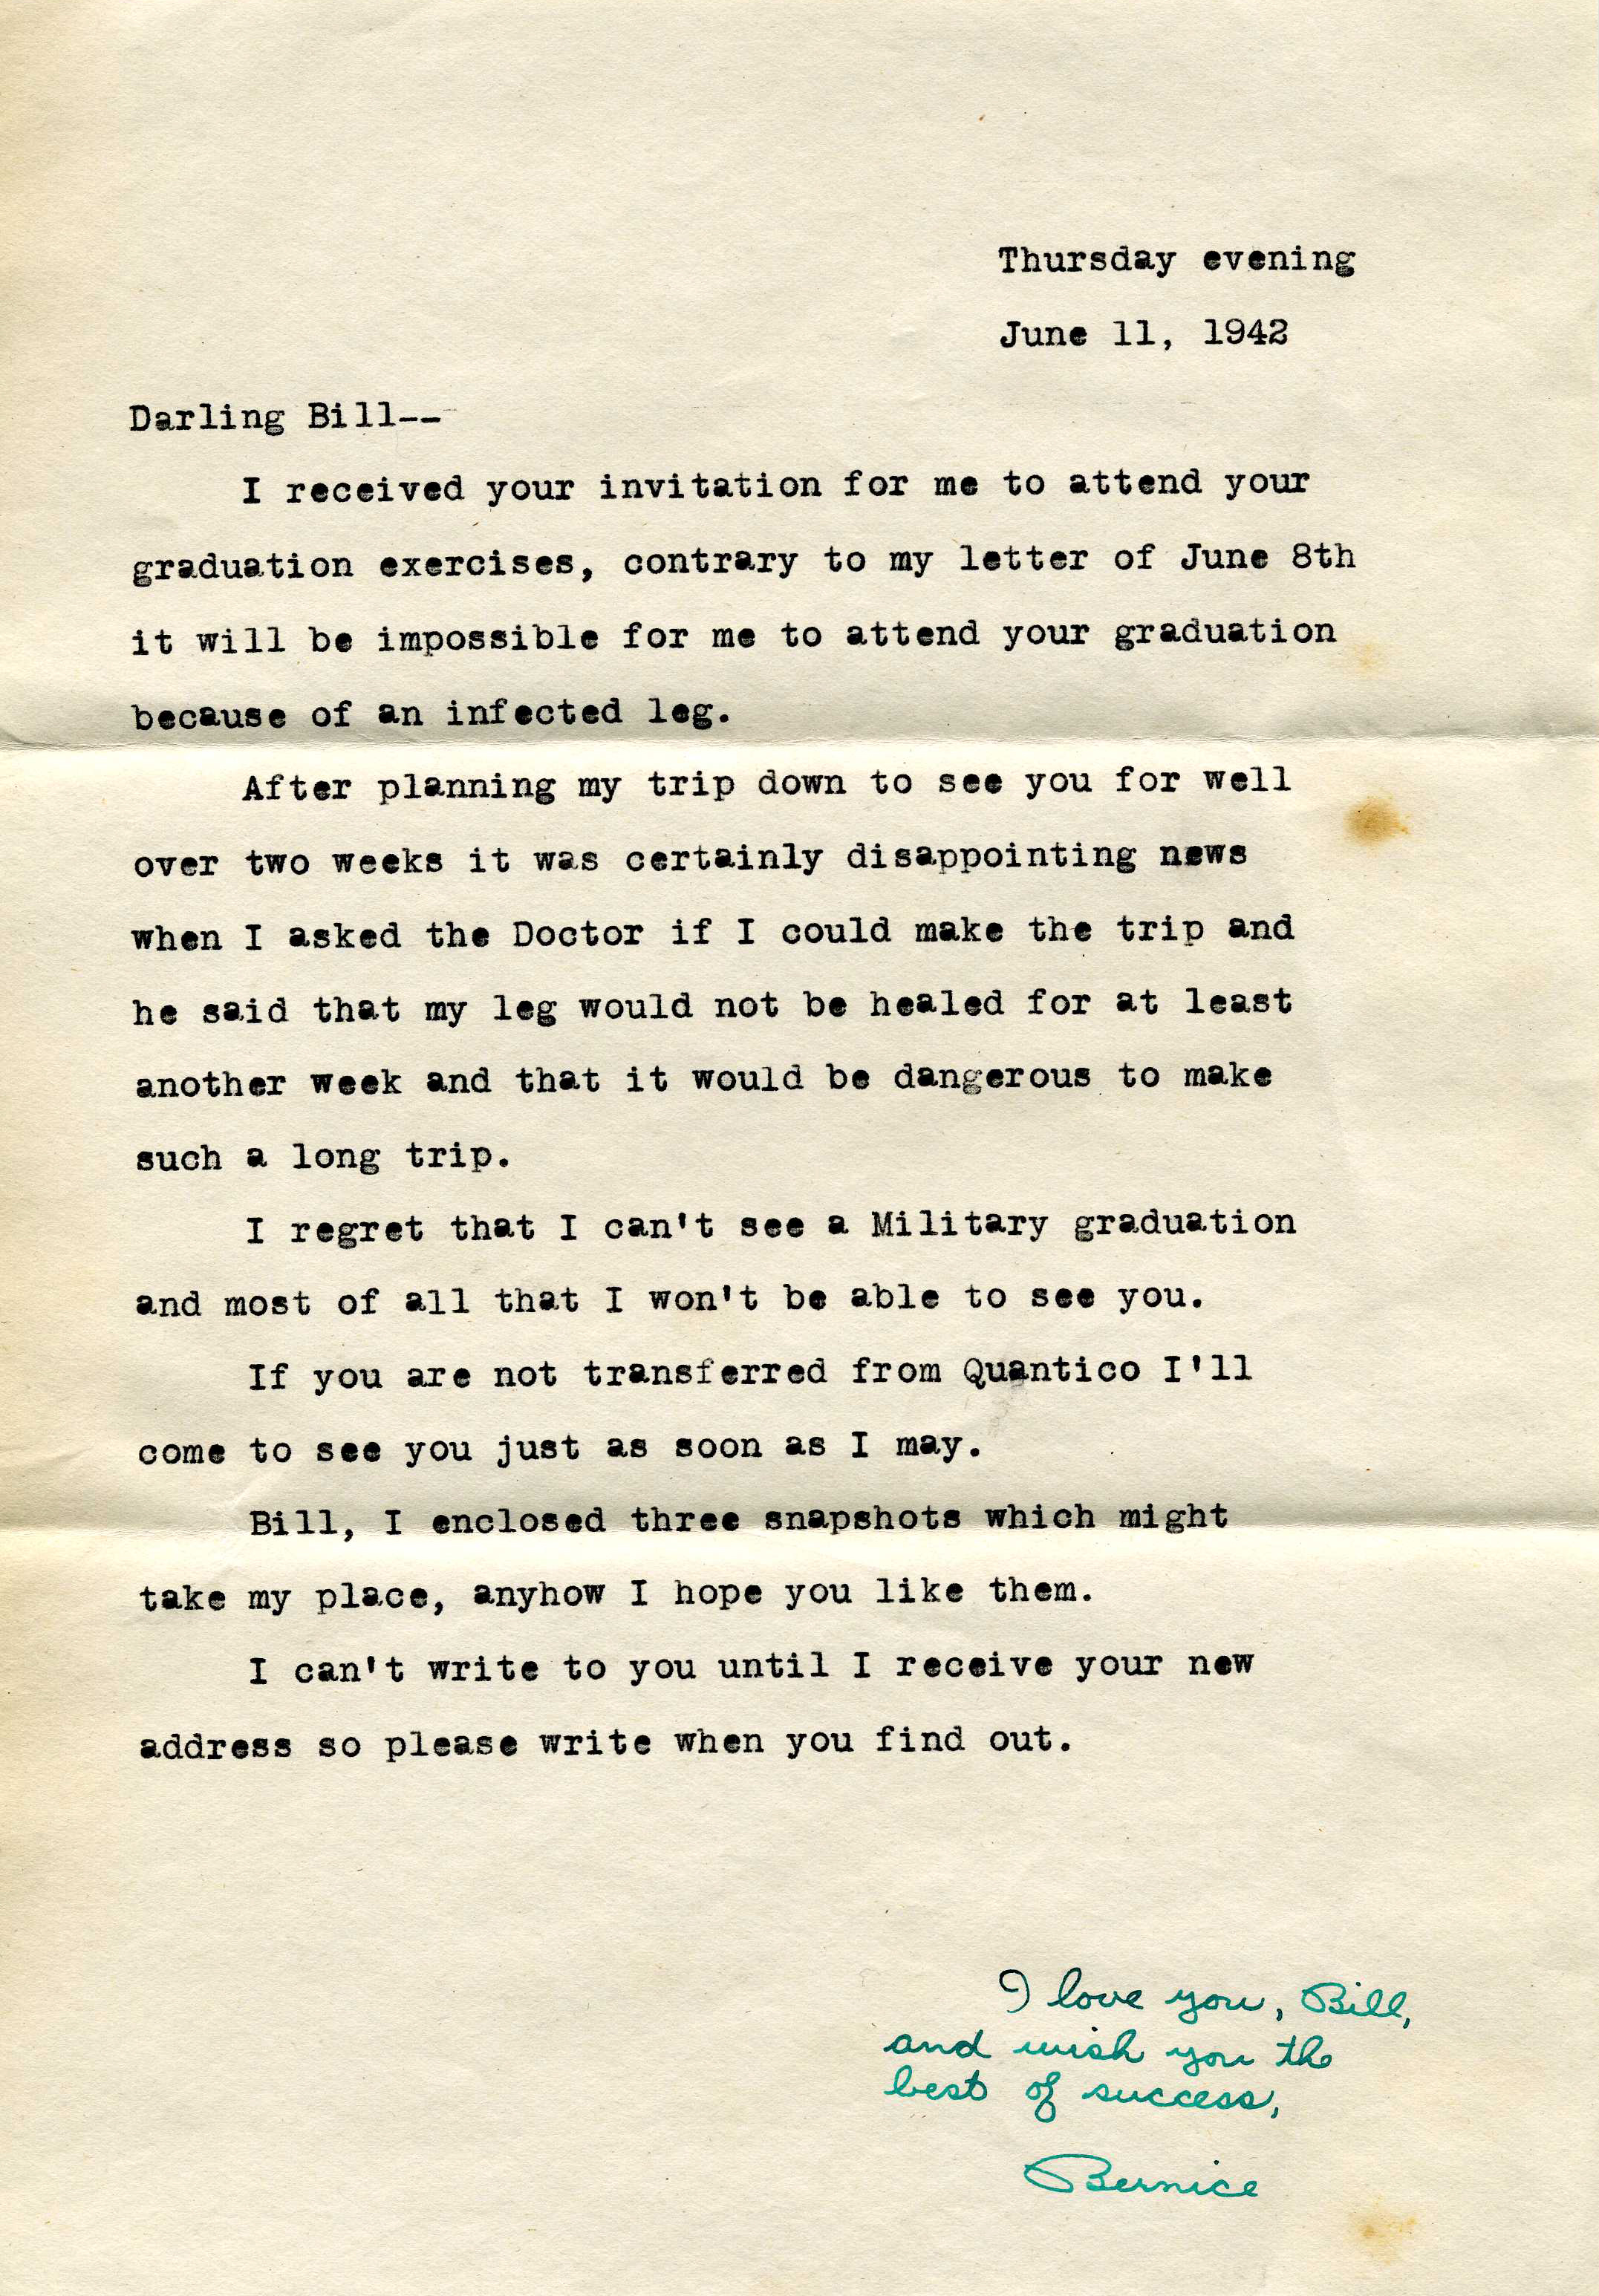 Thursday evening
June 11, 1942
Darling Bill--
I received your invitation for me to attend your
graduation exercises, contrary to my letter of June 8th
it will be impossible for me to attend your graduation
because of an infected leg.
After planning my trip down to see you for well
over two weeks it was certainly disappointing news
when I asked the Doctor if I could make the trip and
he said that my leg would not be healed for at least
another week and that it would be dangerous to make
such a long trip.
I regret that I can't see a Military graduation
and most of all that I won't be able to see you.
If you are not transferred from Quantico I'll
come to see you just as soon as I may.
Bill, I enclosed three snapshots which might
take my place, anyhow I hope you like them.
I can't write to you until I receive your new
address so please write when you find out.
I love you, Bill,
and wish you the
best of success,
Bernice